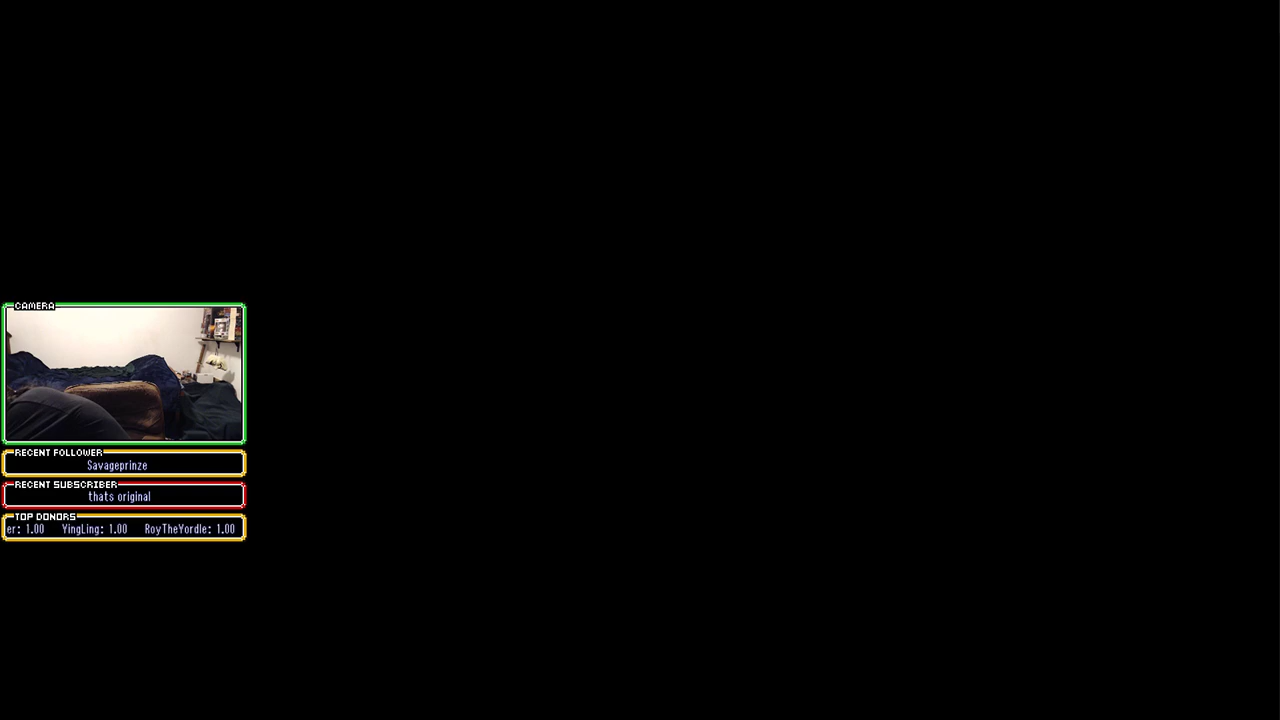 CAMERA
RECENT FOLLOWER
Savageprinze
RECENT SUBSCRIBER
thats original
TOP DONORS
er: 1.00 YingLing: 1.00 RoyTheYordle: 1.00